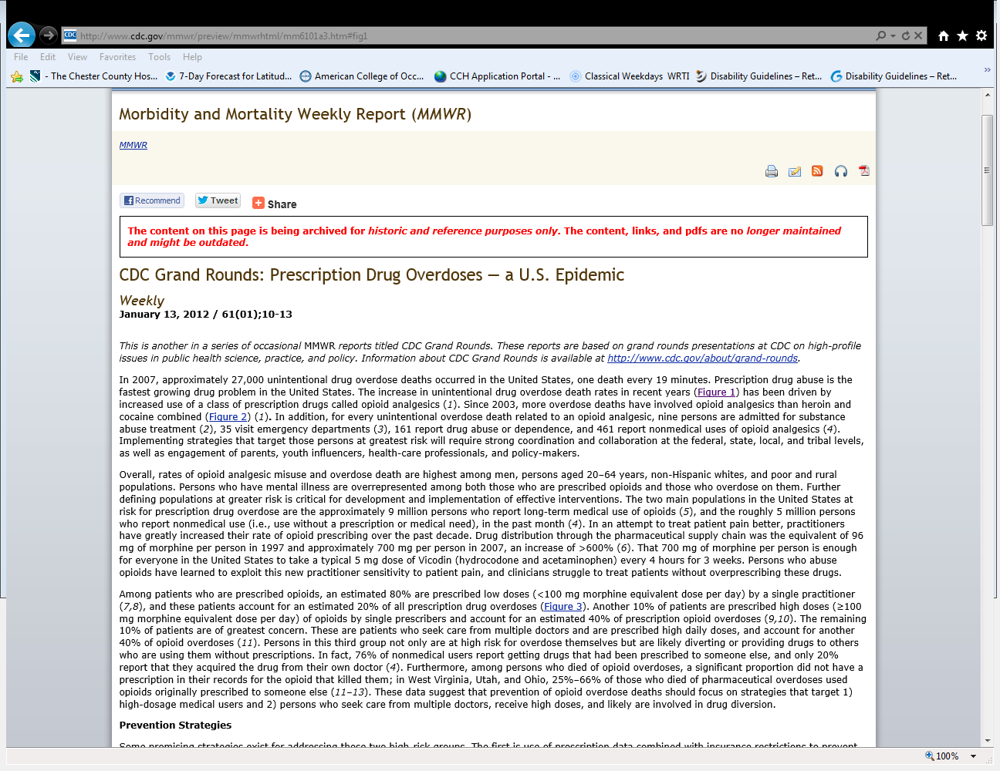 http://www.cdc.gov/mmwr/preview/mmwrhtml/mm6101a3.htm#fig1
File Edit View Favorites Tools Help
- The Chester County Hos... 7-Day Forecast for Latitud... American College of Occ... CCH Application Portal - ... Classical Weekdays WRTI Disability Guidelines – Ret... Disability Guidelines – Ret... »
Morbidity and Mortality Weekly Report (MMWR)
MMWR
Recommend Tweet Share
The content on this page is being archived for historic and reference purposes only. The content, links, and pdfs are no longer maintained
and might be outdated.
CDC Grand Rounds: Prescription Drug Overdoses — a U.S. Epidemic
Weekly
January 13, 2012 / 61(01);10-13
This is another in a series of occasional MMWR reports titled CDC Grand Rounds. These reports are based on grand rounds presentations at CDC on high-profile
issues in public health science, practice, and policy. Information about CDC Grand Rounds is available at http://www.cdc.gov/about/grand-rounds.
In 2007, approximately 27,000 unintentional drug overdose deaths occurred in the United States, one death every 19 minutes. Prescription drug abuse is the
fastest growing drug problem in the United States. The increase in unintentional drug overdose death rates in recent years (Figure 1) has been driven by
increased use of a class of prescription drugs called opioid analgesics (1). Since 2003, more overdose deaths have involved opioid analgesics than heroin and
cocaine combined (Figure 2) (1). In addition, for every unintentional overdose death related to an opioid analgesic, nine persons are admitted for substance
abuse treatment (2), 35 visit emergency departments (3), 161 report drug abuse or dependence, and 461 report nonmedical uses of opioid analgesics (4).
Implementing strategies that target those persons at greatest risk will require strong coordination and collaboration at the federal, state, local, and tribal levels,
as well as engagement of parents, youth influencers, health-care professionals, and policy-makers.
Overall, rates of opioid analgesic misuse and overdose death are highest among men, persons aged 20–64 years, non-Hispanic whites, and poor and rural
populations. Persons who have mental illness are overrepresented among both those who are prescribed opioids and those who overdose on them. Further
defining populations at greater risk is critical for development and implementation of effective interventions. The two main populations in the United States at
risk for prescription drug overdose are the approximately 9 million persons who report long-term medical use of opioids (5), and the roughly 5 million persons
who report nonmedical use (i.e., use without a prescription or medical need), in the past month (4). In an attempt to treat patient pain better, practitioners
have greatly increased their rate of opioid prescribing over the past decade. Drug distribution through the pharmaceutical supply chain was the equivalent of 96
mg of morphine per person in 1997 and approximately 700 mg per person in 2007, an increase of >600% (6). That 700 mg of morphine per person is enough
for everyone in the United States to take a typical 5 mg dose of Vicodin (hydrocodone and acetaminophen) every 4 hours for 3 weeks. Persons who abuse
opioids have learned to exploit this new practitioner sensitivity to patient pain, and clinicians struggle to treat patients without overprescribing these drugs.
Among patients who are prescribed opioids, an estimated 80% are prescribed low doses (<100 mg morphine equivalent dose per day) by a single practitioner
(7,8), and these patients account for an estimated 20% of all prescription drug overdoses (Figure 3). Another 10% of patients are prescribed high doses (≥100
mg morphine equivalent dose per day) of opioids by single prescribers and account for an estimated 40% of prescription opioid overdoses (9,10). The remaining
10% of patients are of greatest concern. These are patients who seek care from multiple doctors and are prescribed high daily doses, and account for another
40% of opioid overdoses (11). Persons in this third group not only are at high risk for overdose themselves but are likely diverting or providing drugs to others
who are using them without prescriptions. In fact, 76% of nonmedical users report getting drugs that had been prescribed to someone else, and only 20%
report that they acquired the drug from their own doctor (4). Furthermore, among persons who died of opioid overdoses, a significant proportion did not have a
prescription in their records for the opioid that killed them; in West Virginia, Utah, and Ohio, 25%–66% of those who died of pharmaceutical overdoses used
opioids originally prescribed to someone else (11–13). These data suggest that prevention of opioid overdose deaths should focus on strategies that target 1)
high-dosage medical users and 2) persons who seek care from multiple doctors, receive high doses, and likely are involved in drug diversion.
Prevention Strategies
Some promising strategies exist for addressing these two high-risk groups. The first is use of prescription data combined with insurance restrictions to prevent
100%